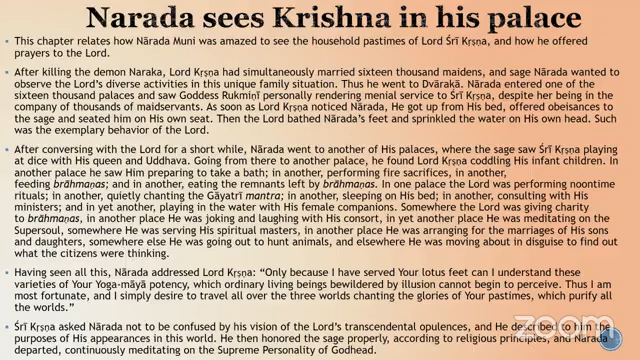 Narada sees Krishna in his palace
This chapter relates how Nārada Muni was amazed to see the household pastimes of Lord Śrī Kṛṣṇa, and how he offered
prayers to the Lord.
After killing the demon Naraka, Lord Kṛṣṇa had simultaneously married sixteen thousand maidens, and sage Nārada wanted to
observe the Lord's diverse activities in this unique family situation. Thus he went to Dvārakā. Nārada entered one of the
sixteen thousand palaces and saw Goddess Rukmiṇī personally rendering menial service to Śrī Kṛṣṇa, despite her being in the
company of thousands of maidservants. As soon as Lord Kṛṣṇa noticed Nārada, He got up from His bed, offered obeisances to
the sage and seated him on His own seat. Then the Lord bathed Nārada's feet and sprinkled the water on His own head. Such
was the exemplary behavior of the Lord.
After conversing with the Lord for a short while, Nārada went to another of His palaces, where the sage saw Śrī Kṛṣṇa playing
at dice with His queen and Uddhava. Going from there to another palace, he found Lord Kṛṣṇa coddling His infant children. In
another palace he saw Him preparing to take a bath; in another, performing fire sacrifices, in another,
feeding brāhmaṇas; and in another, eating the remnants left by brāhmaṇas. In one palace the Lord was performing noontime
rituals; in another, quietly chanting the Gāyatrī mantra; in another, sleeping on His bed; in another, consulting with His
ministers; and in yet another, playing in the water with His female companions. Somewhere the Lord was giving charity
to brāhmaṇas, in another place He was joking and laughing with His consort, in yet another place He was meditating on the
Supersoul, somewhere He was serving His spiritual masters, in another place He was arranging for the marriages of His sons
and daughters, somewhere else He was going out to hunt animals, and elsewhere He was moving about in disguise to find out
what the citizens were thinking.
Having seen all this, Nārada addressed Lord Kṛṣṇa: “Only because I have served Your lotus feet can I understand these
varieties of Your Yoga-māyā potency, which ordinary living beings bewildered by illusion cannot begin to perceive. Thus I am
most fortunate, and I simply desire to travel all over the three worlds chanting the glories of Your pastimes, which purify all
the worlds.”
Śrī Kṛṣṇa asked Nārada not to be confused by his vision of the Lord's transcendental opulences, and He described to him the
purposes of His appearances in this world. He then honored the sage properly, according to religious principles, and Nārada
departed, continuously meditating on the Supreme Personality of Godhead.
zoom